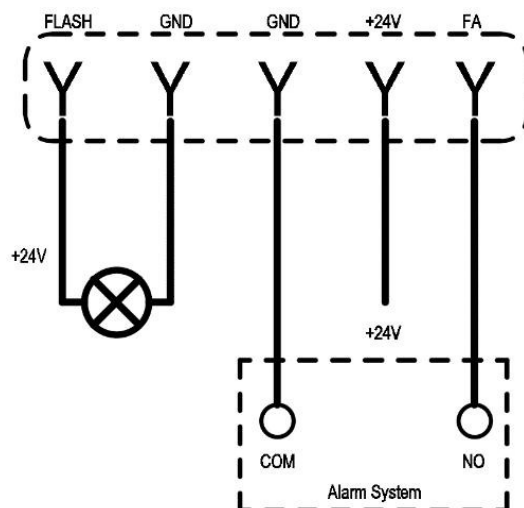 FLASH GND GND +24V FA
+24V
+24V
COM NO
Alarm System